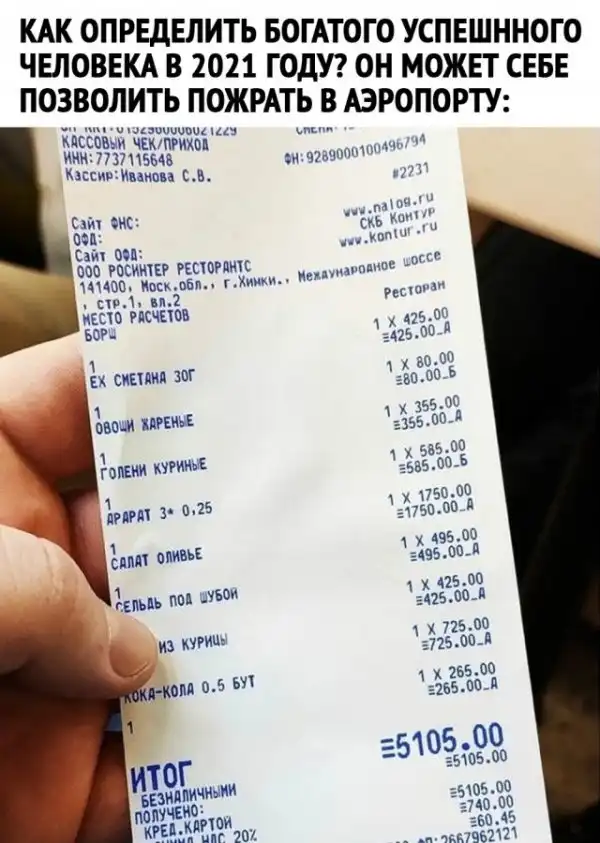 КАК ОПРЕДЕЛИТЬ БОГАТОГО УСПЕШННОГО
ЧЕЛОВЕКА В 2021 ГОДУ? ОН МОЖЕТ СЕБЕ
ПОЗВОЛИТЬ ПОЖРАТЬ В АЭРОПОРТУ:
КАССОВЫЙ ЧЕК/ПРИХОД
ИНН:7737115648 ФН:9289000100496794
Кассир:Иванова С.В. #2231
Сайт ФНС: www.nalog.ru
ОФД: СКБ Контур
Сайт ОФД: www.kontur.ru
ООО РОСИНТЕР РЕСТОРАНТС
141400, Моск.обл., г.Химки., Международное шоссе
, стр.1, вл.2
МЕСТО РАСЧЕТОВ Ресторан
БОРЩ 1 X 425.00
≡425.00_А
1
ЕХ СМЕТАНА 30Г 1 X 80.00
≡80.00_Б
1
ОВОЩИ ЖАРЕНЫЕ 1 X 355.00
≡355.00_А
1
ГОЛЕНИ КУРИНЫЕ 1 X 585.00
≡585.00_Б
1
АРАРАТ 3* 0,25 1 X 1750.00
≡1750.00_А
1
САЛАТ ОЛИВЬЕ 1 X 495.00
≡495.00_А
1
СЕЛЬДЬ ПОД ШУБОЙ 1 X 425.00
≡425.00_А
ИЗ КУРИЦЫ 1 X 725.00
≡725.00_А
КОКА-КОЛА 0.5 БУТ 1 X 265.00
≡265.00_А
1
ИТОГ ≡5105.00
БЕЗНАЛИЧНЫМИ ≡5105.00
ПОЛУЧЕНО:
КРЕД.КАРТОЙ ≡5105.00
≡740.00
НДС 20% ≡60.45
2667962121